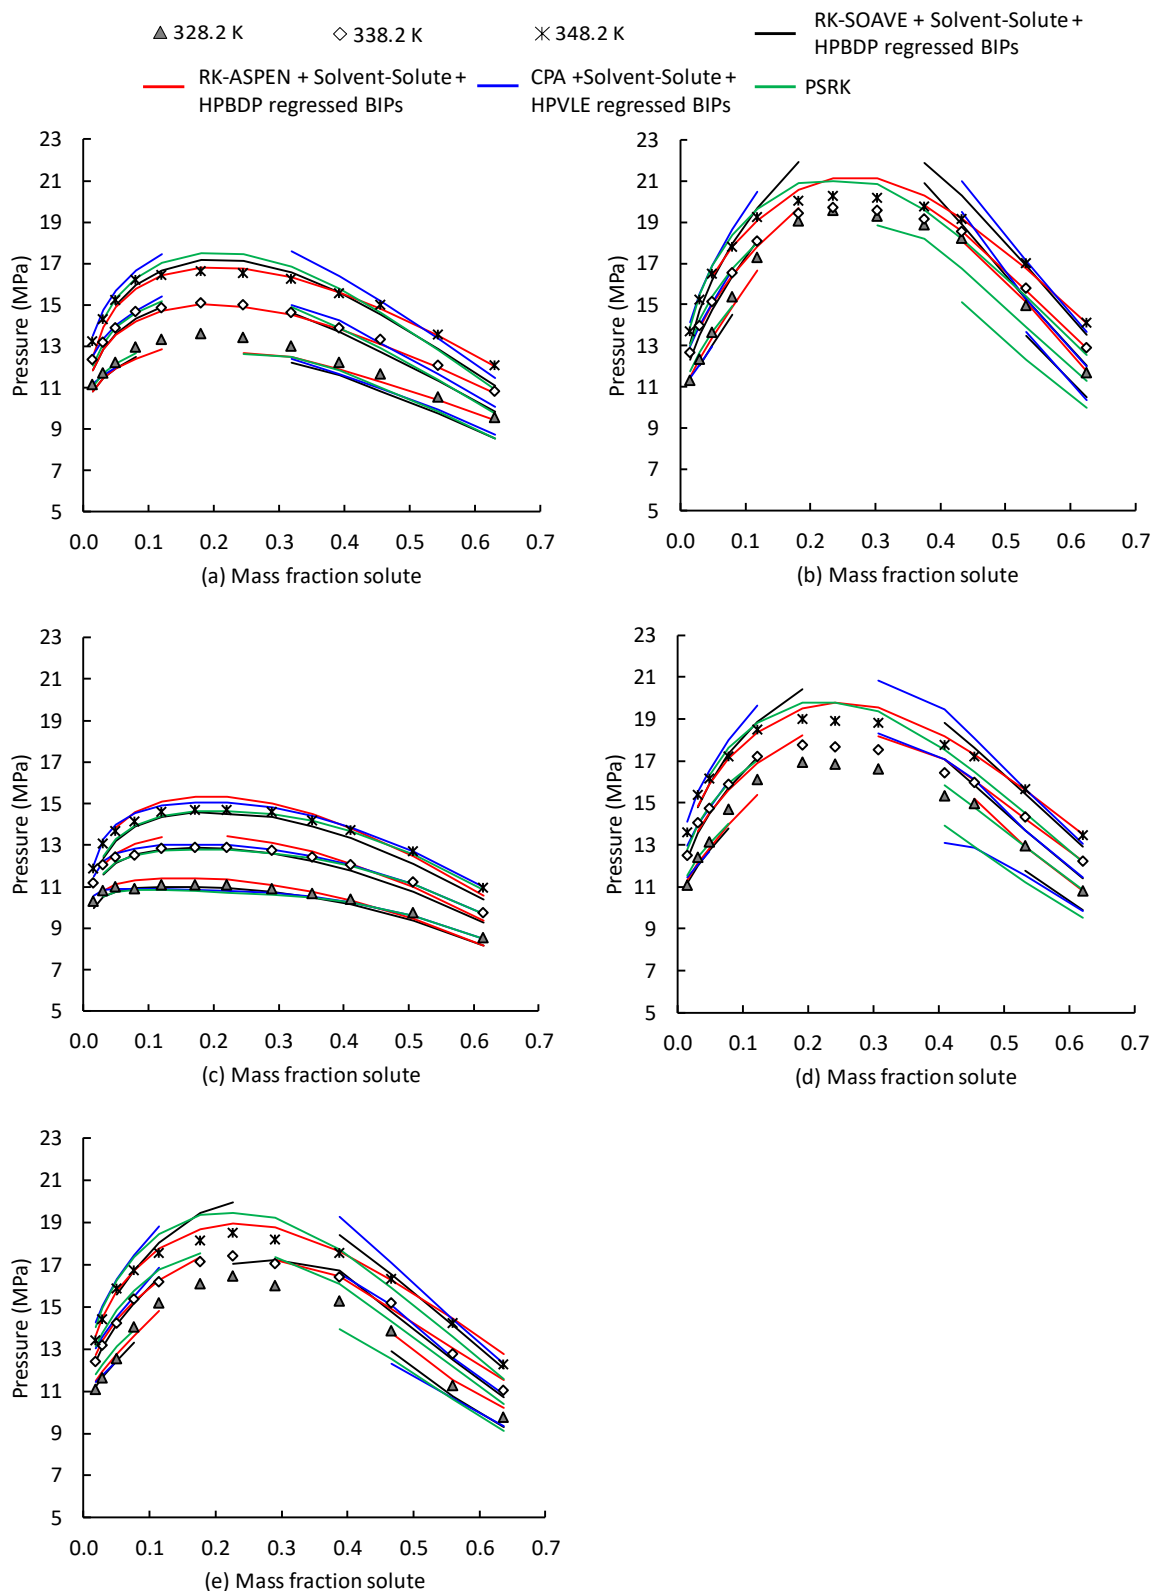 328.2 K
338.2 K
348.2 K
RK-SOAVE + Solvent-Solute +
HPBDP regressed BIPs
RK-ASPEN + Solvent-Solute +
HPBDP regressed BIPs
CPA +Solvent-Solute +
HPVLE regressed BIPs
PSRK
23
21
19
17
15
13
11
9
7
5
Pressure (MPa)
0.0 0.1 0.2 0.3 0.4 0.5 0.6 0.7
(a) Mass fraction solute
23
21
19
17
15
13
11
9
7
5
Pressure (MPa)
0.0 0.1 0.2 0.3 0.4 0.5 0.6 0.7
(b) Mass fraction solute
23
21
19
17
15
13
11
9
7
5
Pressure (MPa)
0.0 0.1 0.2 0.3 0.4 0.5 0.6 0.7
(c) Mass fraction solute
23
21
19
17
15
13
11
9
7
5
Pressure (MPa)
0.0 0.1 0.2 0.3 0.4 0.5 0.6 0.7
(d) Mass fraction solute
23
21
19
17
15
13
11
9
7
5
Pressure (MPa)
0.0 0.1 0.2 0.3 0.4 0.5 0.6 0.7
(e) Mass fraction solute